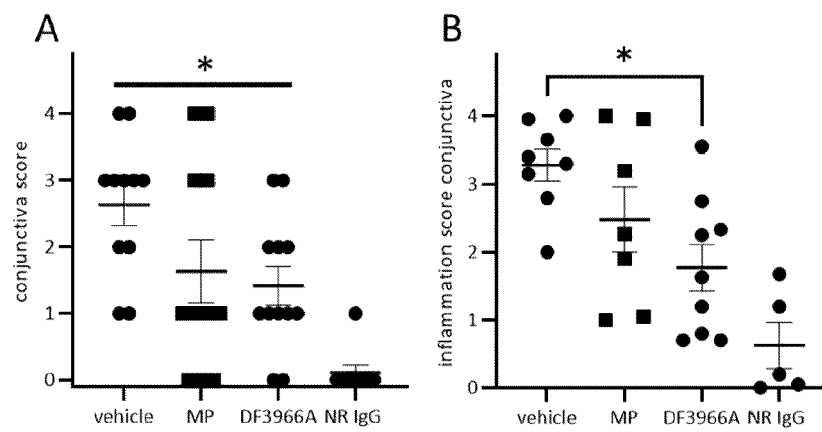 A
*
conjunctiva score
4
3
2
1
0
vehicle MP DF3966A NR IgG
B
*
inflammation score conjunctiva
4
3
2
1
0
vehicle MP DF3966A NR IgG